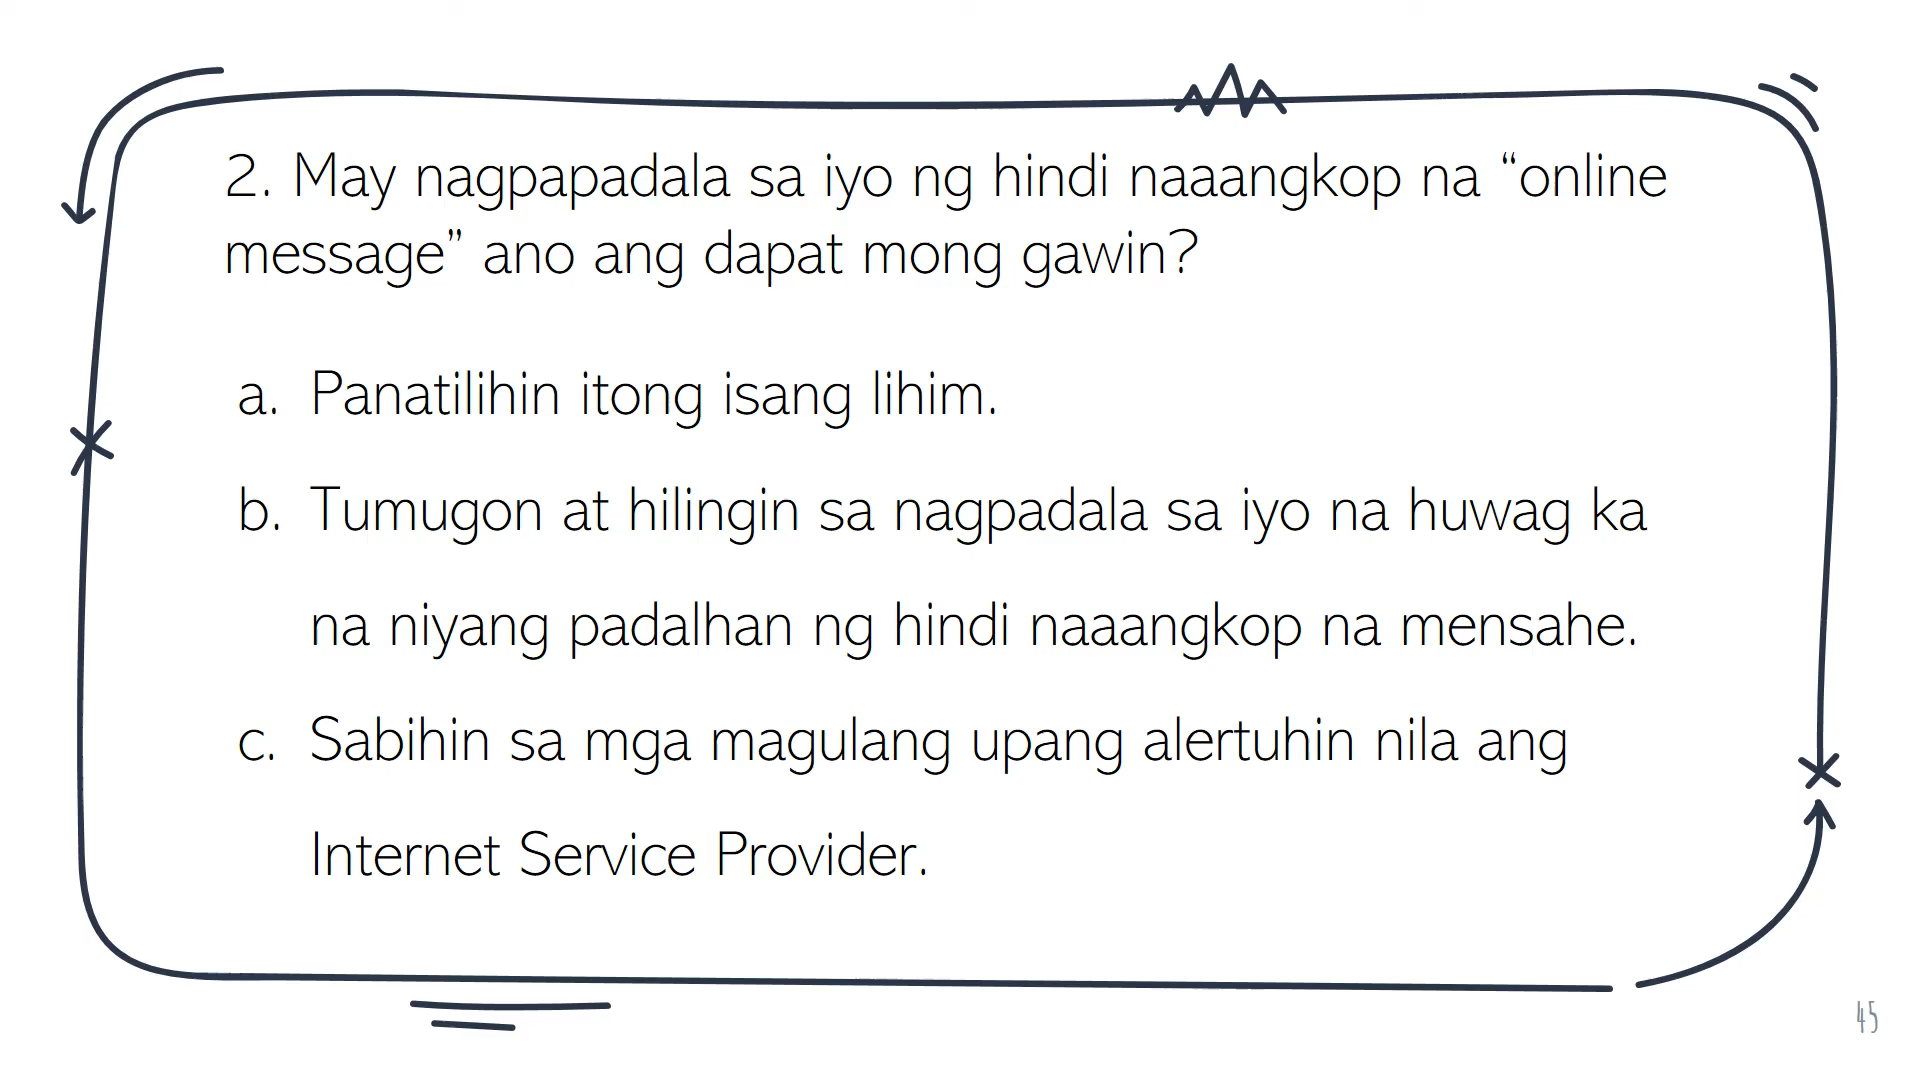 2. May nagpapadala sa iyo ng hindi naaangkop na “online
message” ano ang dapat mong gawin?
a. Panatilihin itong isang lihim.
b. Tumugon at hilingin sa nagpadala sa iyo na huwag ka
na niyang padalhan ng hindi naaangkop na mensahe.
c. Sabihin sa mga magulang upang alertuhin nila ang
Internet Service Provider.
45